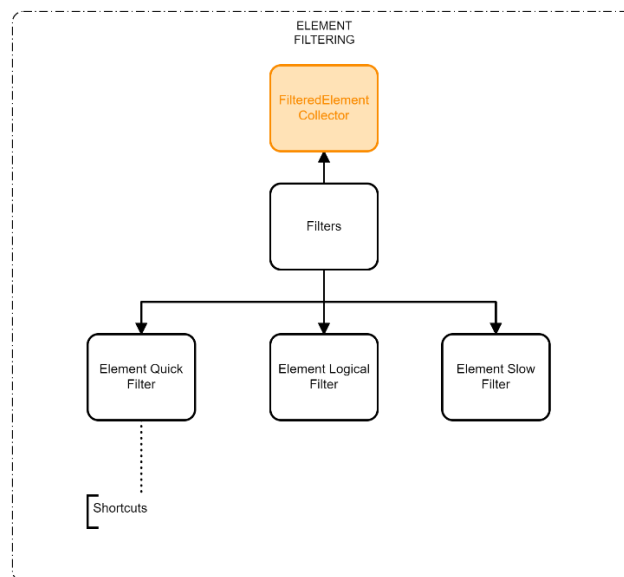 ELEMENT
FILTERING
FilteredElement
Collector
Filters
Element Quick
Filter
Element Logical
Filter
Element Slow
Filter
Shortcuts